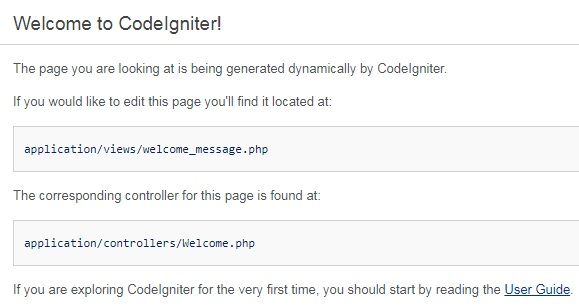 Welcome to CodeIgniter!
The page you are looking at is being generated dynamically by CodeIgniter.
If you would like to edit this page you'll find it located at:
application/views/welcome_message.php
The corresponding controller for this page is found at:
application/controllers/Welcome.php
If you are exploring CodeIgniter for the very first time, you should start by reading the User Guide.